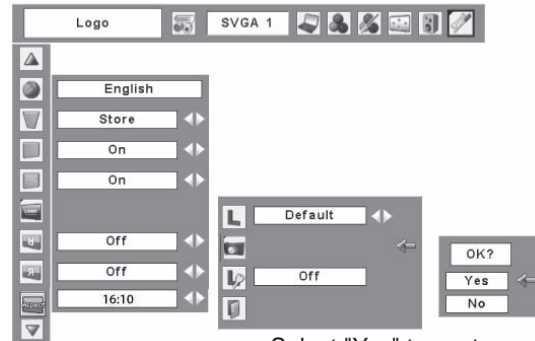 Logo
SVGA 1
English
Store
On
On
Off
Off
16:10
Default
Off
OK?
Yes
No